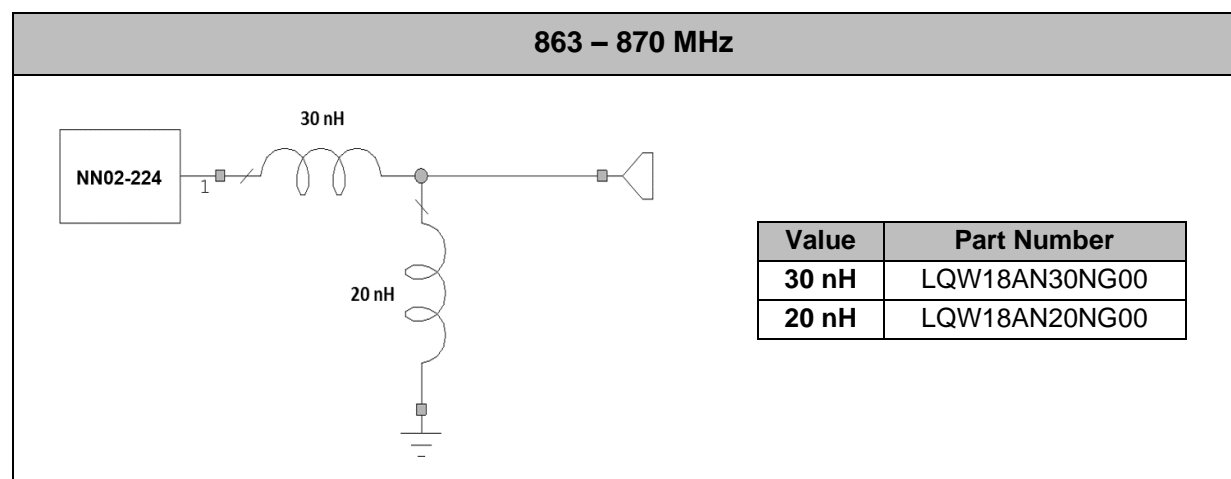 863 – 870 MHz
30 nH
NN02-224
1
20 nH
Value Part Number
30 nH LQW18AN30NG00
20 nH LQW18AN20NG00